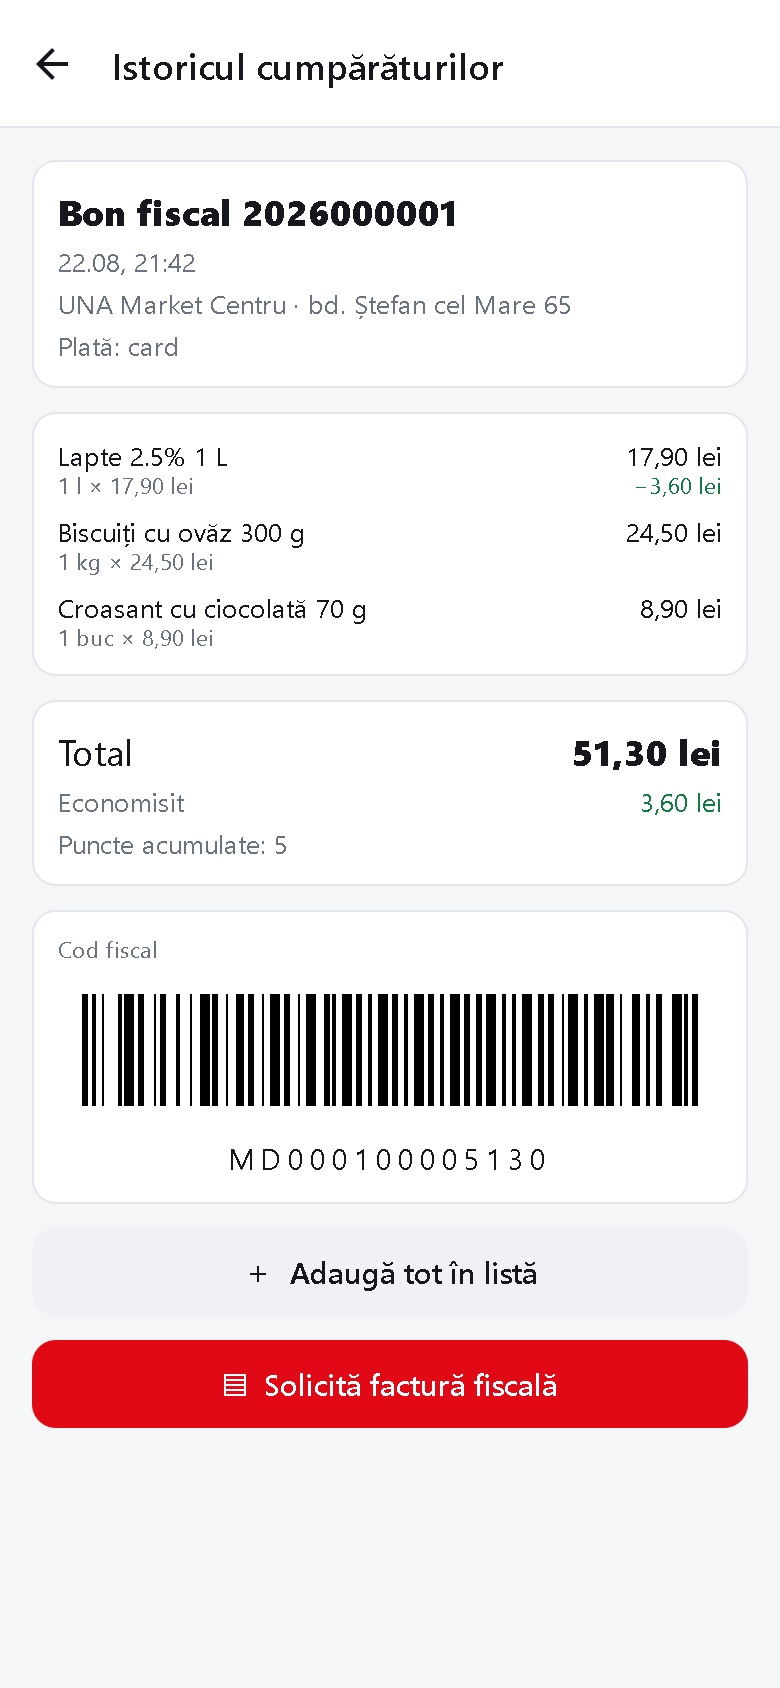 Istoricul cumpărăturilor
Bon fiscal 2026000001
22.08, 21:42
UNA Market Centru · bd. Ștefan cel Mare 65
Plată: card
Lapte 2.5% 1 L 17,90 lei
1 l × 17,90 lei −3,60 lei
Biscuiți cu ovăz 300 g 24,50 lei
1 kg × 24,50 lei
Croasant cu ciocolată 70 g 8,90 lei
1 buc × 8,90 lei
Total 51,30 lei
Economisit 3,60 lei
Puncte acumulate: 5
Cod fiscal
MD000100005130
+ Adaugă tot în listă
Solicită factură fiscală